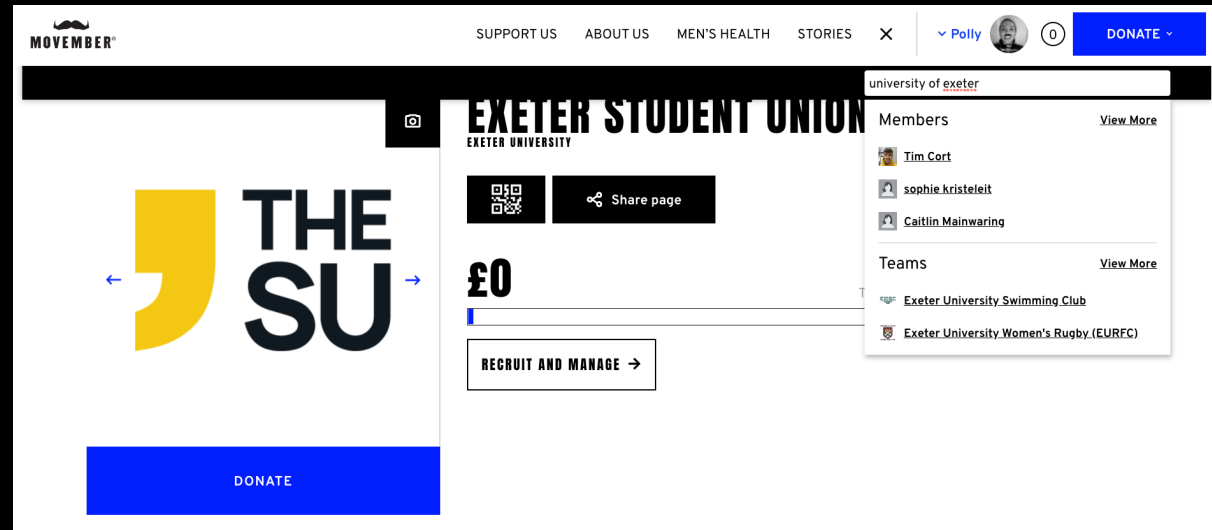 MOVEMBER®
SUPPORT US ABOUT US MEN'S HEALTH STORIES
Polly
0
DONATE
university of exeter
EXETER STUDENT UNION
EXETER UNIVERSITY
Share page
THE
SU
£0
RECRUIT AND MANAGE →
DONATE
Members View More
Tim Cort
sophie kristeleit
Caitlin Mainwaring
Teams View More
Exeter University Swimming Club
Exeter University Women's Rugby (EURFC)